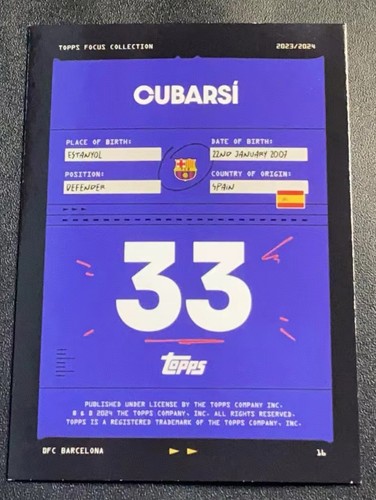 TOPPS FOCUS COLLECTION 2023/2024
CUBARSÍ
PLACE OF BIRTH: DATE OF BIRTH:
ESTANYOL 22ND JANUARY 2007
POSITION: COUNTRY OF ORIGIN:
DEFENDER SPAIN
33
topps
PUBLISHED UNDER LICENSE BY THE TOPPS COMPANY INC.
® & © 2024 THE TOPPS COMPANY, INC. ALL RIGHTS RESERVED.
TOPPS IS A REGISTERED TRADEMARK OF THE TOPPS COMPANY, INC.
BFC BARCELONA 16